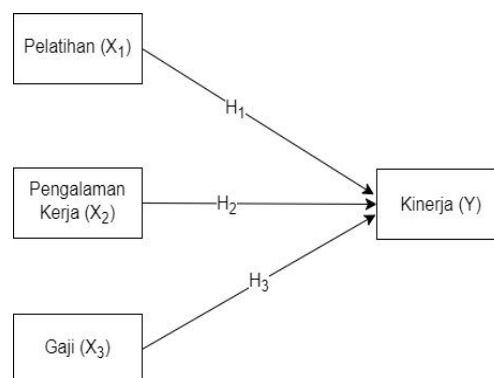 Pelatihan (X₁)
H₁
Pengalaman
Kerja (X₂)
H₂
Kinerja (Y)
H₃
Gaji (X₃)